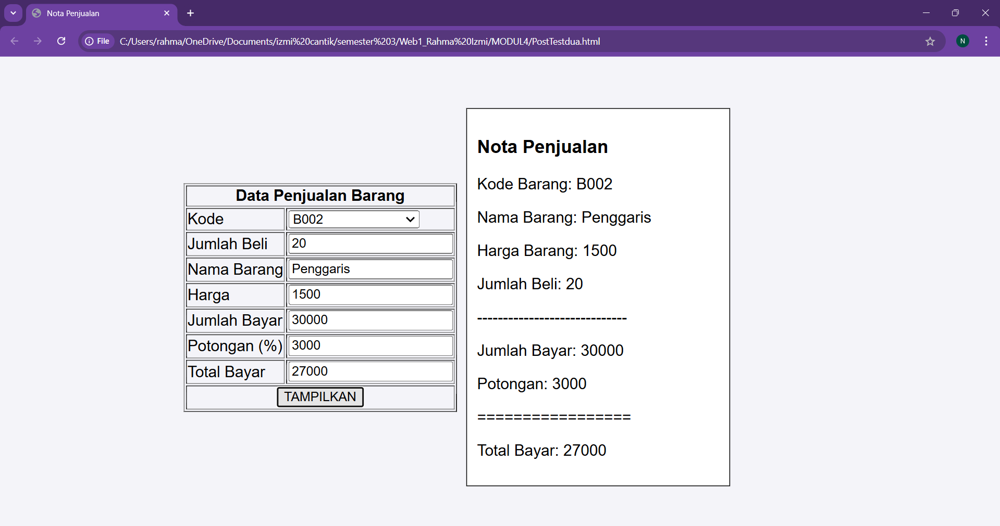 Nota Penjualan
File
C:/Users/rahma/OneDrive/Documents/izmi%20cantik/semester%203/Web1_Rahma%20Izmi/MODUL4/PostTestdua.html
N
Data Penjualan Barang
Kode B002
Jumlah Beli 20
Nama Barang Penggaris
Harga 1500
Jumlah Bayar 30000
Potongan (%) 3000
Total Bayar 27000
TAMPILKAN
Nota Penjualan
Kode Barang: B002
Nama Barang: Penggaris
Harga Barang: 1500
Jumlah Beli: 20
-----------------------------
Jumlah Bayar: 30000
Potongan: 3000
=================
Total Bayar: 27000